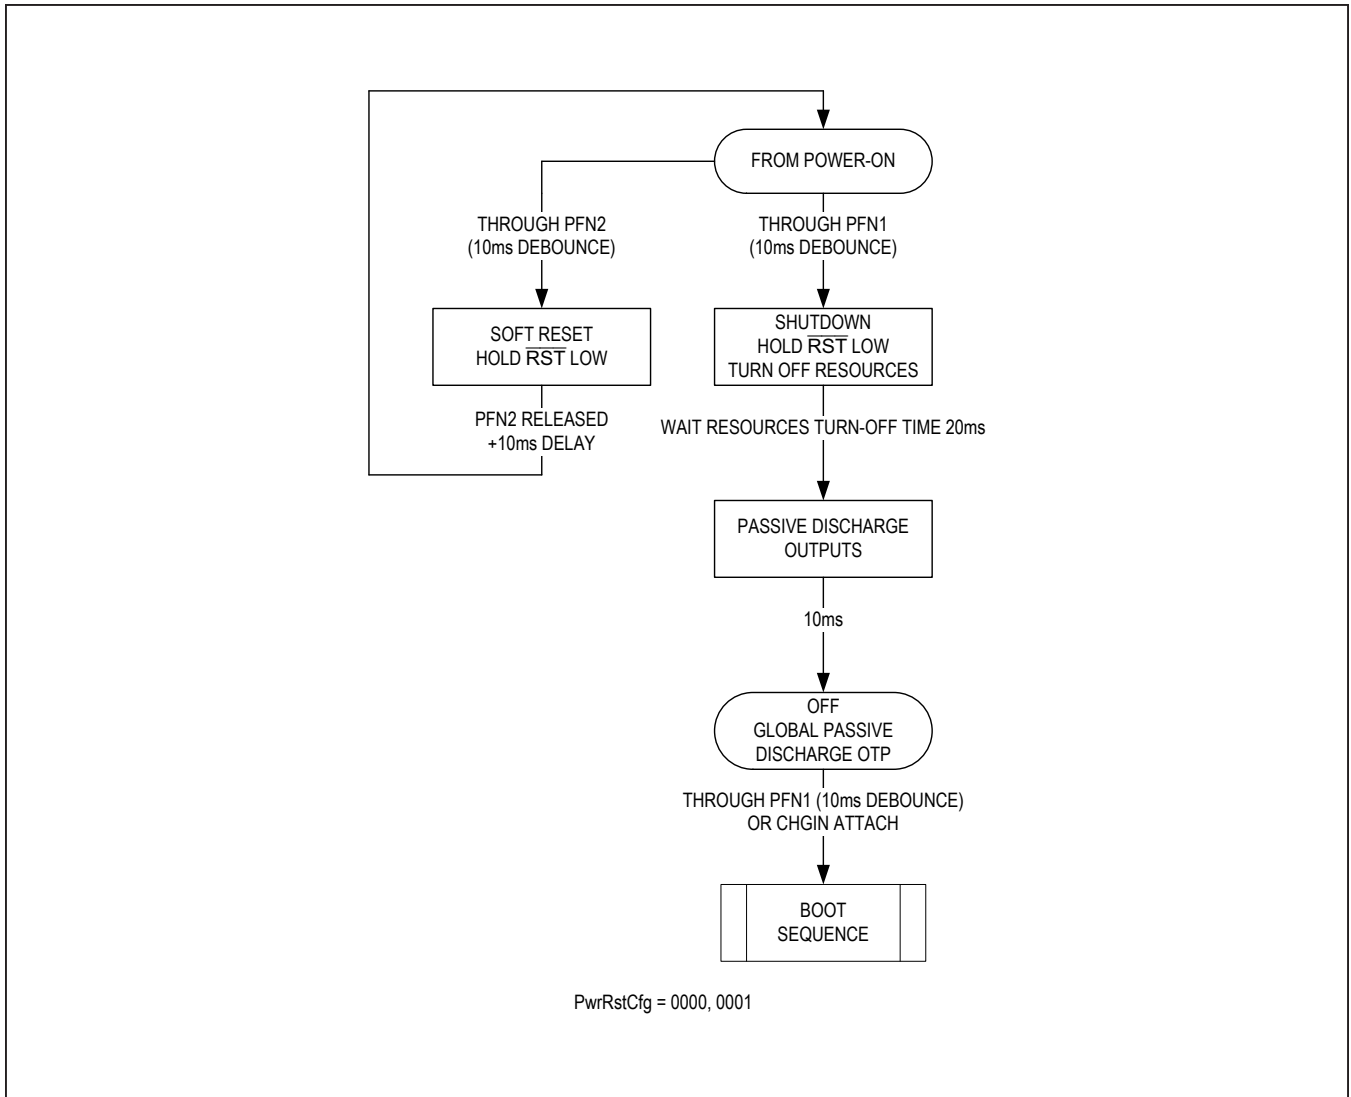 FROM POWER-ON
THROUGH PFN2
(10ms DEBOUNCE)
THROUGH PFN1
(10ms DEBOUNCE)
SOFT RESET
HOLD R̅S̅T̅ LOW
SHUTDOWN
HOLD R̅S̅T̅ LOW
TURN OFF RESOURCES
PFN2 RELEASED
+10ms DELAY
WAIT RESOURCES TURN-OFF TIME 20ms
PASSIVE DISCHARGE
OUTPUTS
10ms
OFF
GLOBAL PASSIVE
DISCHARGE OTP
THROUGH PFN1 (10ms DEBOUNCE)
OR CHGIN ATTACH
BOOT
SEQUENCE
PwrRstCfg = 0000, 0001